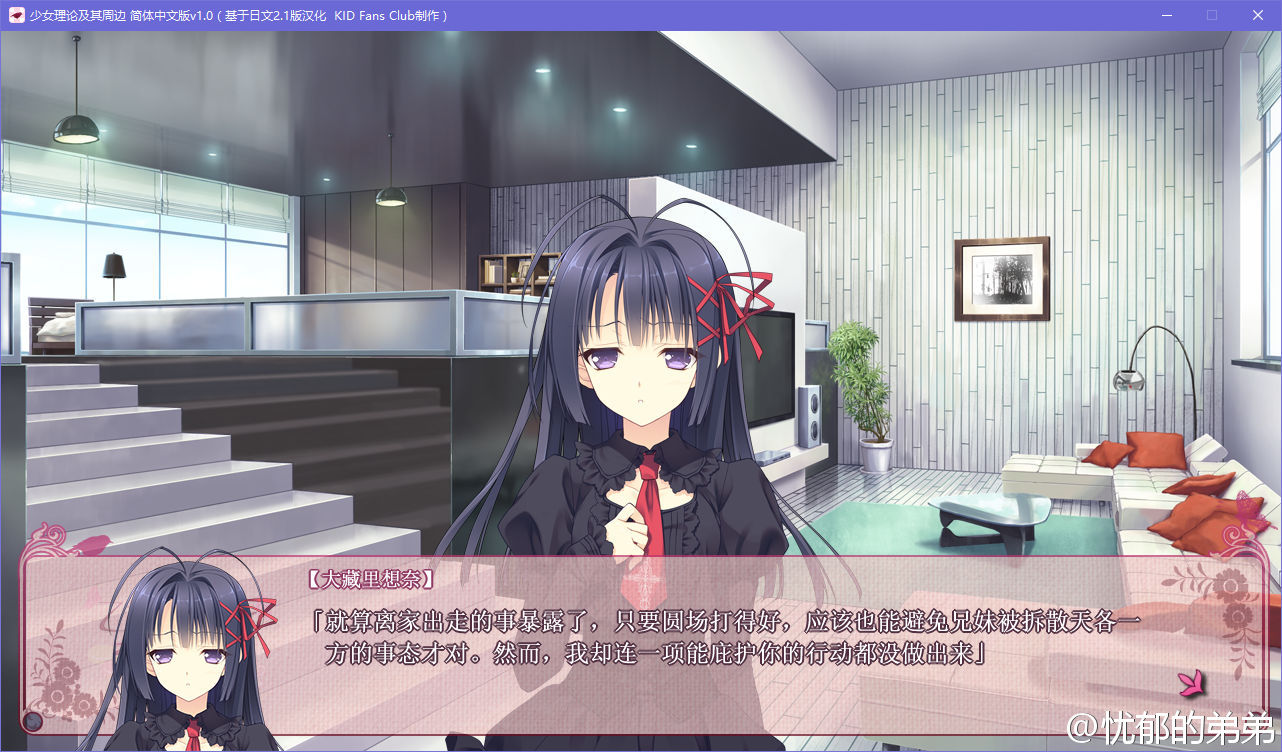 少女理论及其周边 简体中文版v1.0 ( 基于日文2.1版汉化 KID Fans Club制作 )
【大藏里想奈】
「就算离家出走的事暴露了，只要圆场打得好，应该也能避免兄妹被拆散天各一
方的事态才对。然而，我却连一项能庇护你的行动都没做出来」
@忧郁的弟弟